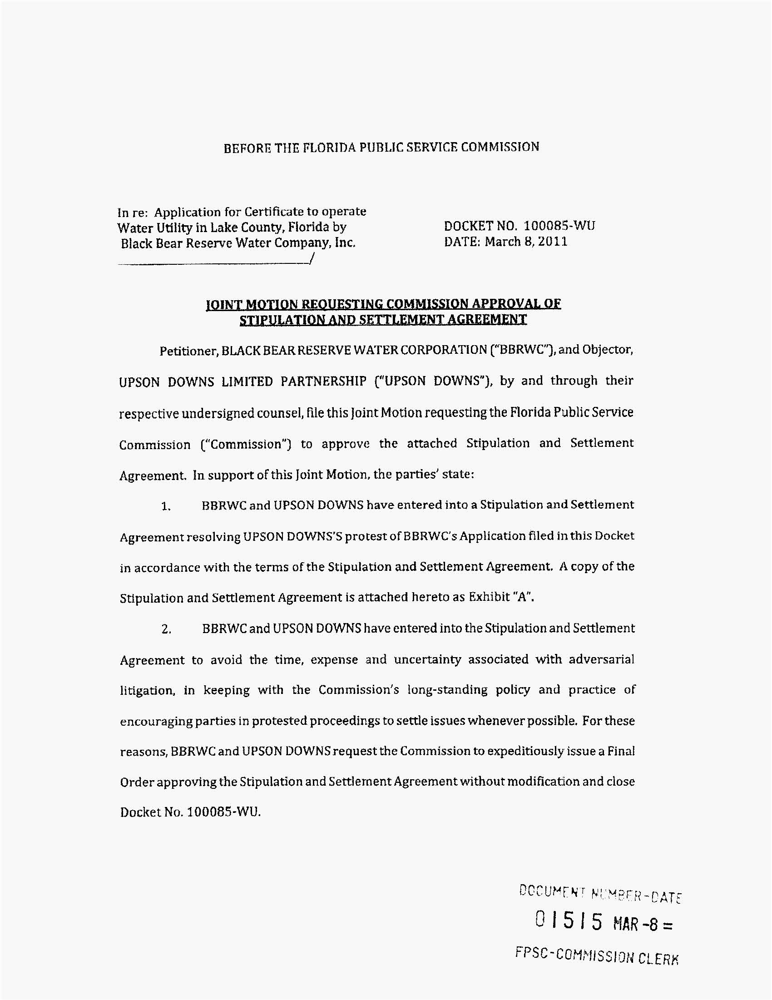 BEFORE THE FLORIDA PUBLIC SERVICE COMMISSION
In re: Application for Certificate to operate
Water Utility in Lake County, Florida by
Black Bear Reserve Water Company, Inc.
/
DOCKET NO. 100085-WU
DATE: March 8, 2011
JOINT MOTION REQUESTING COMMISSION APPROVAL OF
STIPULATION AND SETTLEMENT AGREEMENT
Petitioner, BLACK BEAR RESERVE WATER CORPORATION ("BBRWC"), and Objector,
UPSON DOWNS LIMITED PARTNERSHIP ("UPSON DOWNS"), by and through their
respective undersigned counsel, file this Joint Motion requesting the Florida Public Service
Commission ("Commission") to approve the attached Stipulation and Settlement
Agreement. In support of this Joint Motion, the parties' state:
1. BBRWC and UPSON DOWNS have entered into a Stipulation and Settlement
Agreement resolving UPSON DOWNS'S protest of BBRWC's Application filed in this Docket
in accordance with the terms of the Stipulation and Settlement Agreement. A copy of the
Stipulation and Settlement Agreement is attached hereto as Exhibit "A".
2. BBRWC and UPSON DOWNS have entered into the Stipulation and Settlement
Agreement to avoid the time, expense and uncertainty associated with adversarial
litigation, in keeping with the Commission's long-standing policy and practice of
encouraging parties in protested proceedings to settle issues whenever possible. For these
reasons, BBRWC and UPSON DOWNS request the Commission to expeditiously issue a Final
Order approving the Stipulation and Settlement Agreement without modification and close
Docket No. 100085-WU.
DOCUMENT NUMBER-DATE
01515 MAR-8=
FPSC-COMMISSION CLERK